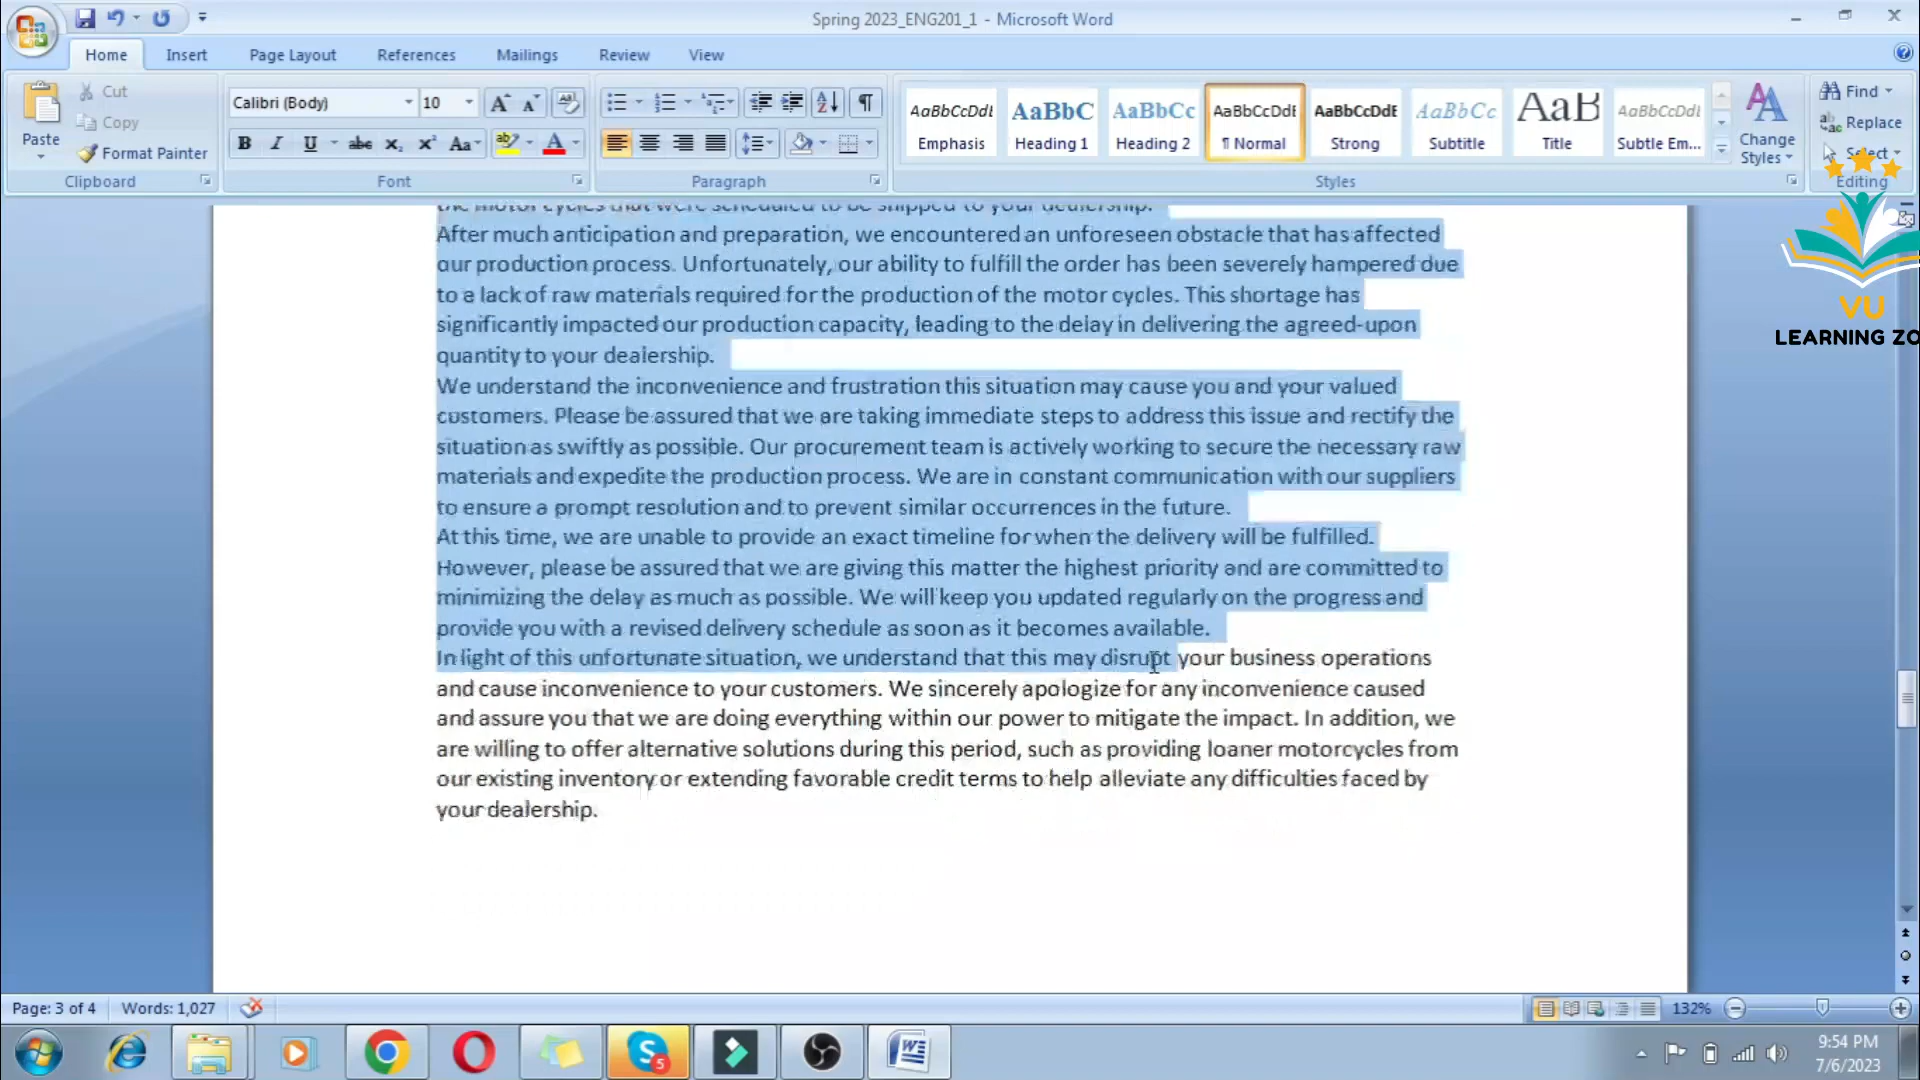 Spring 2023_ENG201_1 - Microsoft Word
Home Insert Page Layout References Mailings Review View
Paste
Cut
Copy
Format Painter
Clipboard
Calibri (Body) 10
Font
Paragraph
AaBbCcDdE AaBbC AaBbCc AaBbCcDdE AaBbCcDdE AaBbCc AaB AaBbCcDdE
Emphasis Heading 1 Heading 2 ¶ Normal Strong Subtitle Title Subtle Em...
Change Styles
Styles
Find
Replace
Select
Editing
VU
LEARNING ZO
the motor cycles that were scheduled to be shipped to your dealership.
After much anticipation and preparation, we encountered an unforeseen obstacle that has affected
our production process. Unfortunately, our ability to fulfill the order has been severely hampered due
to a lack of raw materials required for the production of the motor cycles. This shortage has
significantly impacted our production capacity, leading to the delay in delivering the agreed-upon
quantity to your dealership.
We understand the inconvenience and frustration this situation may cause you and your valued
customers. Please be assured that we are taking immediate steps to address this issue and rectify the
situation as swiftly as possible. Our procurement team is actively working to secure the necessary raw
materials and expedite the production process. We are in constant communication with our suppliers
to ensure a prompt resolution and to prevent similar occurrences in the future.
At this time, we are unable to provide an exact timeline for when the delivery will be fulfilled.
However, please be assured that we are giving this matter the highest priority and are committed to
minimizing the delay as much as possible. We will keep you updated regularly on the progress and
provide you with a revised delivery schedule as soon as it becomes available.
In light of this unfortunate situation, we understand that this may disrupt your business operations
and cause inconvenience to your customers. We sincerely apologize for any inconvenience caused
and assure you that we are doing everything within our power to mitigate the impact. In addition, we
are willing to offer alternative solutions during this period, such as providing loaner motorcycles from
our existing inventory or extending favorable credit terms to help alleviate any difficulties faced by
your dealership.
Page: 3 of 4 Words: 1,027 132%
9:54 PM
7/6/2023